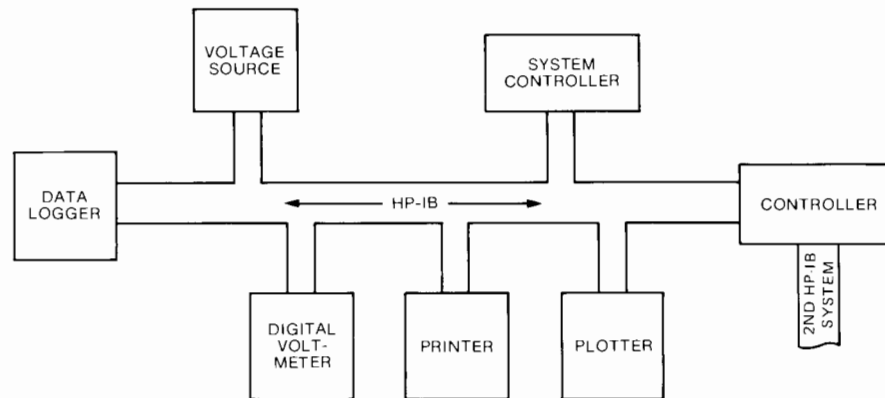 VOLTAGE
SOURCE
SYSTEM
CONTROLLER
DATA
LOGGER
HP-IB
CONTROLLER
2ND HP-IB
SYSTEM
DIGITAL
VOLT-
METER
PRINTER
PLOTTER